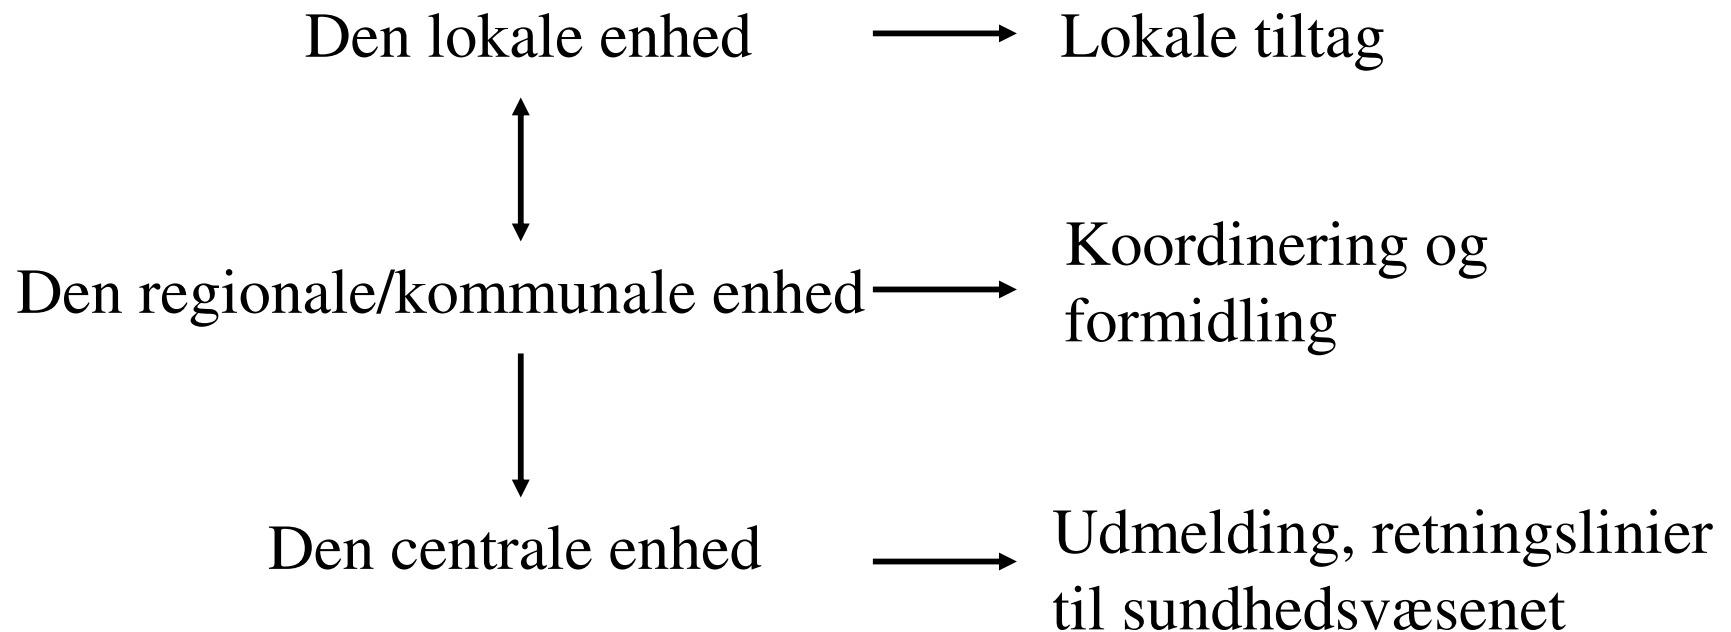 Den lokale enhed
Lokale tiltag
Den regionale/kommunale enhed
Koordinering og
formidling
Den centrale enhed
Udmelding, retningslinier
til sundhedsvæsenet